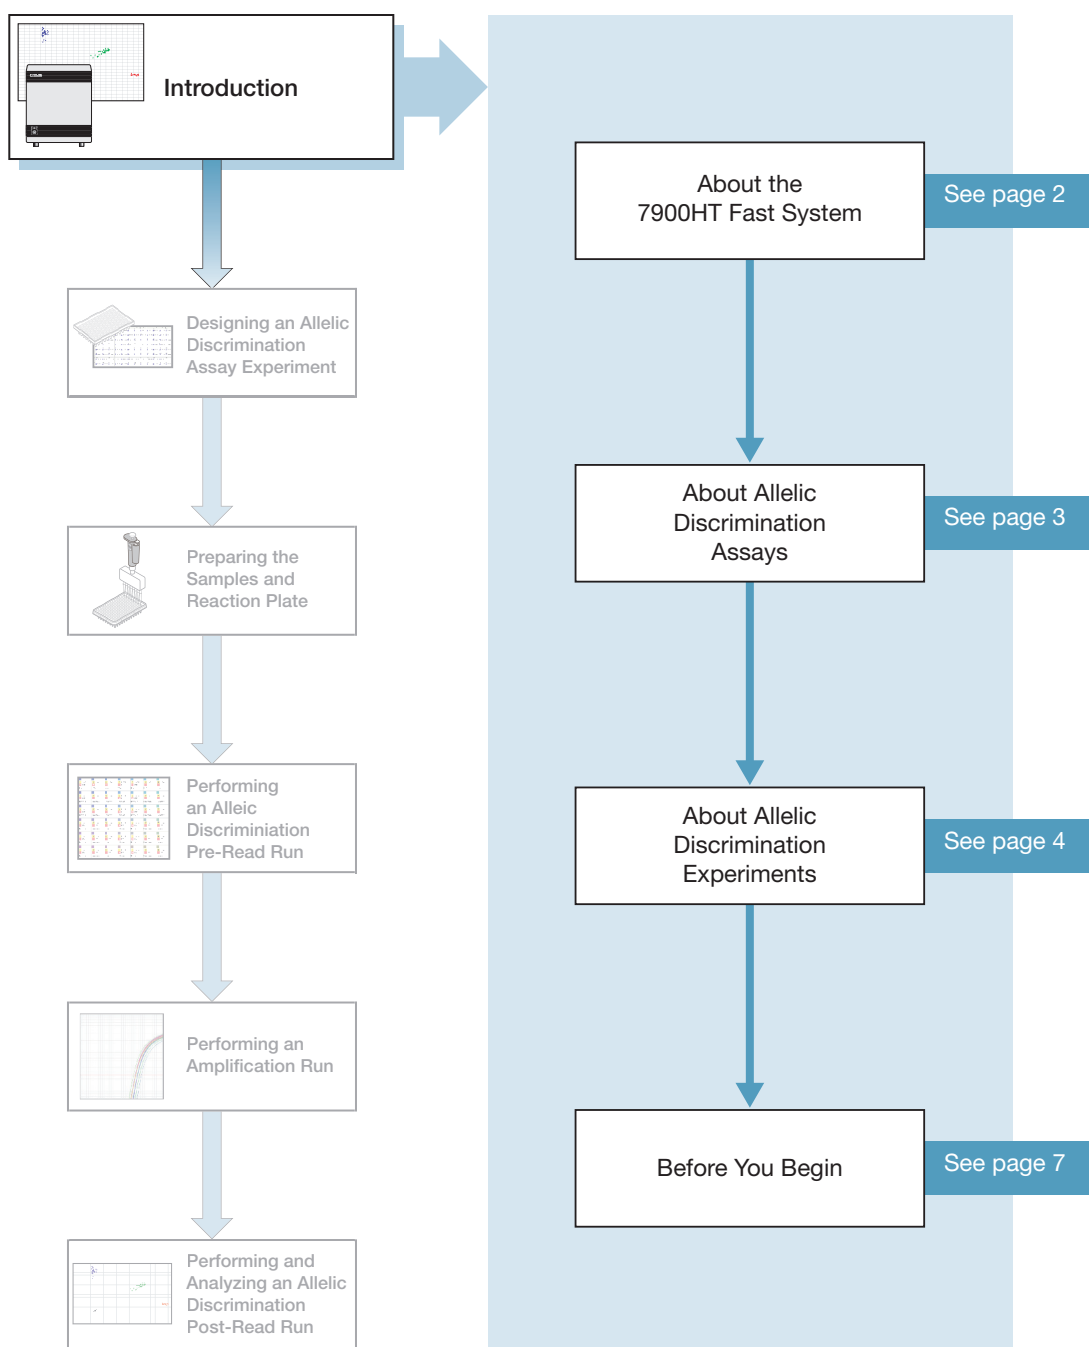 Introduction
Designing an Allelic
Discrimination
Assay Experiment
Preparing the
Samples and
Reaction Plate
Performing
an Alleic
Discriminiation
Pre-Read Run
Performing an
Amplification Run
Performing and
Analyzing an Allelic
Discrimination
Post-Read Run
About the
7900HT Fast System
See page 2
About Allelic
Discrimination
Assays
See page 3
About Allelic
Discrimination
Experiments
See page 4
Before You Begin
See page 7